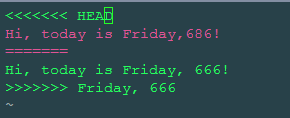 <<<<<<< HEAD
Hi, today is Friday,686!
=======
Hi, today is Friday, 666!
>>>>>>> Friday, 666
~